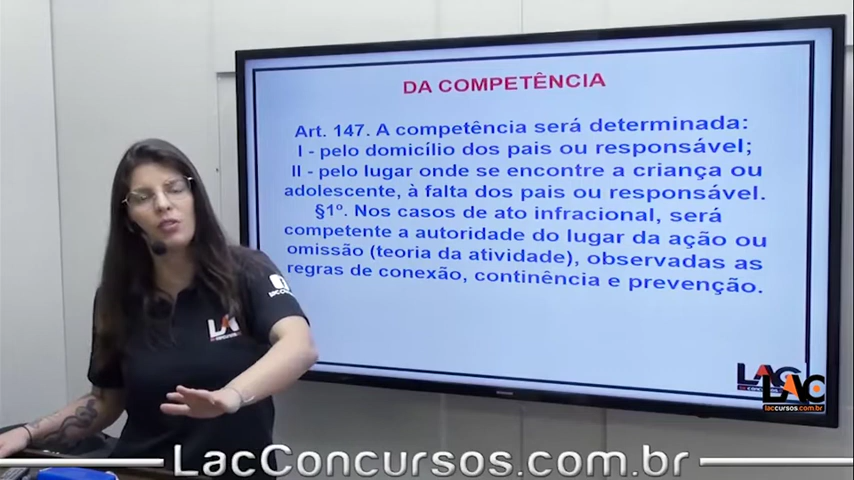 DA COMPETÊNCIA
Art. 147. A competência será determinada:
I - pelo domicílio dos pais ou responsável;
II - pelo lugar onde se encontre a criança ou
adolescente, à falta dos pais ou responsável.
§1º. Nos casos de ato infracional, será
competente a autoridade do lugar da ação ou
omissão (teoria da atividade), observadas as
regras de conexão, continência e prevenção.
LAC
LAC
LacConcursos.com.br
LacConcursos.com.br